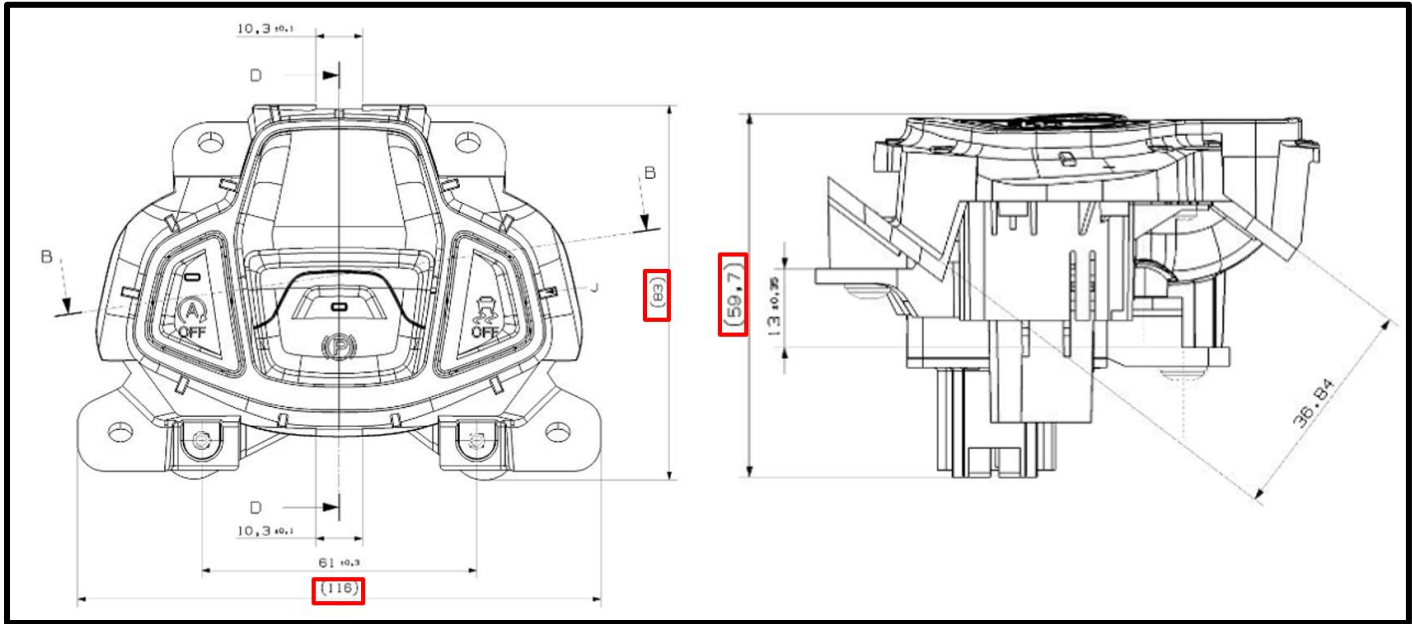 10,3 ±0,1
D
B
B
J
(83)
A
OFF
P
OFF
D
10,3 ±0,1
61 ±0,3
(116)
(59,7)
13 ±0,35
36.84